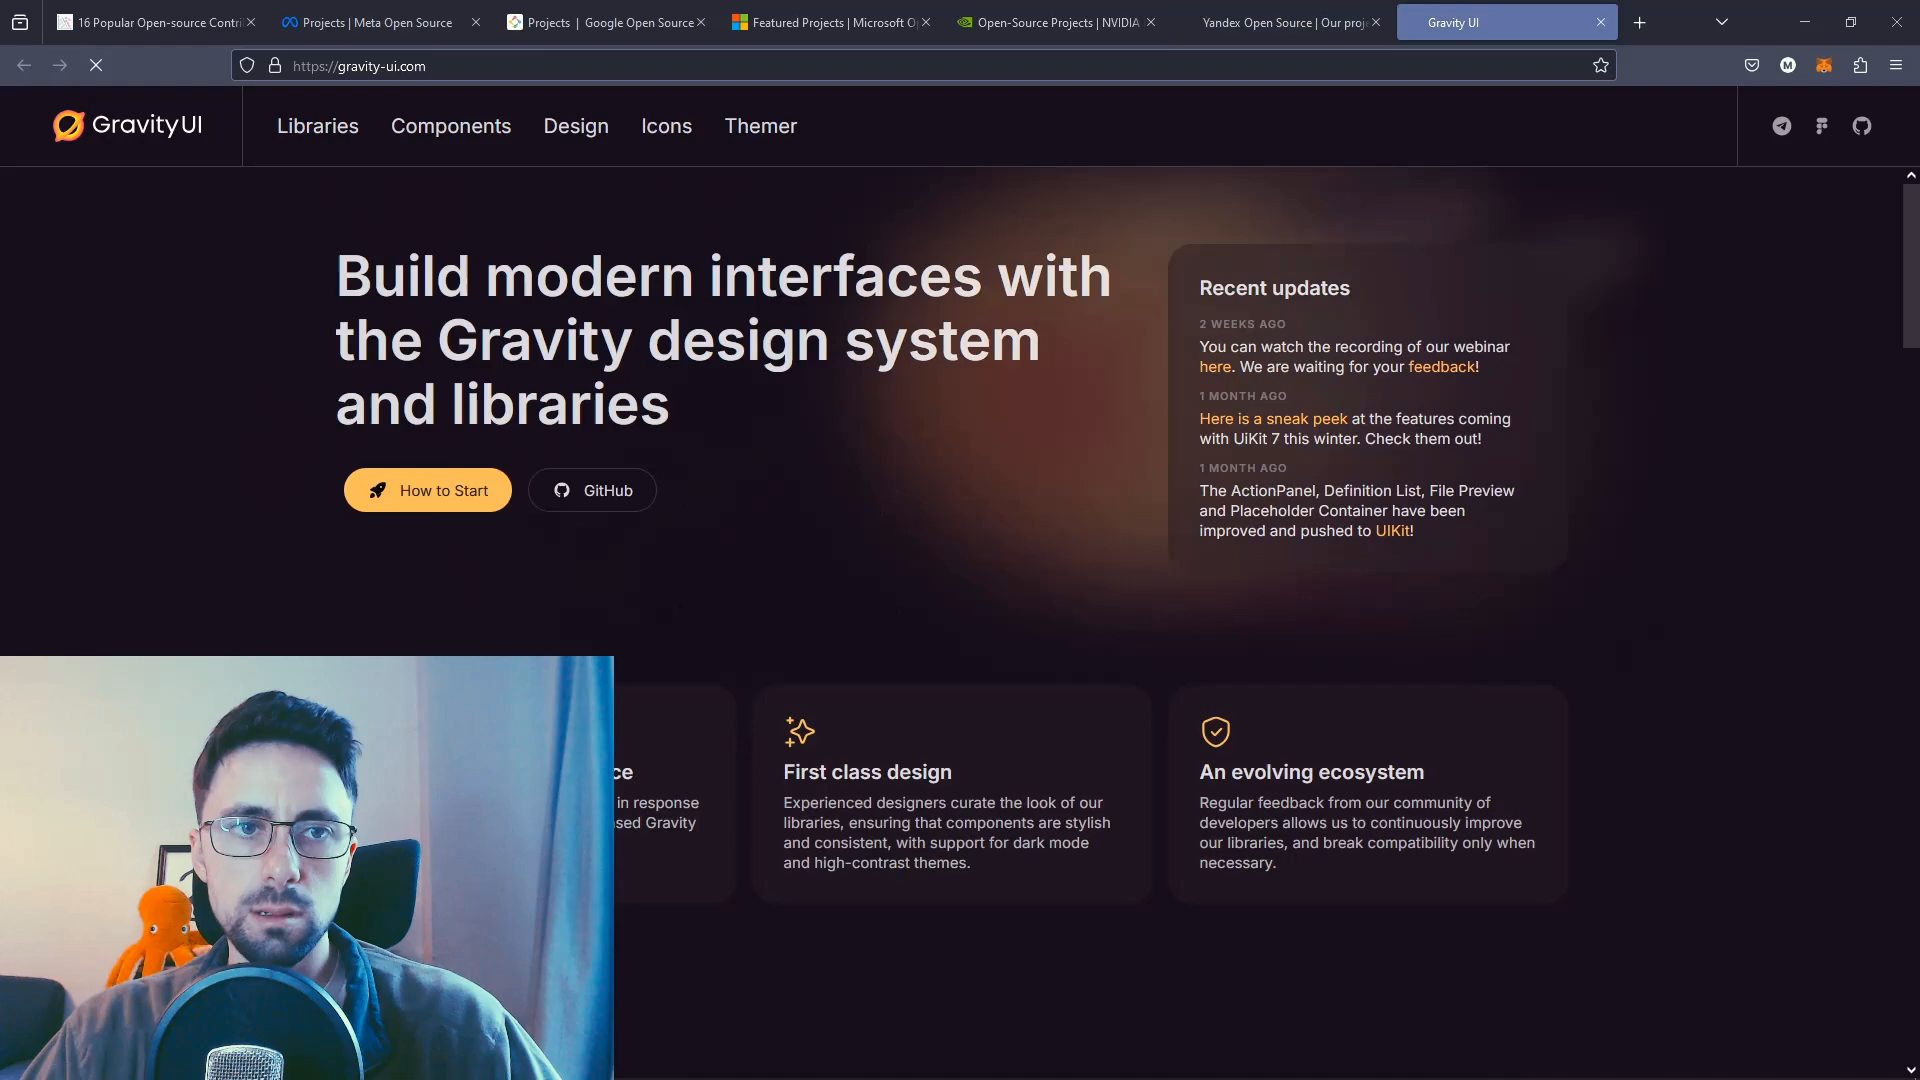 16 Popular Open-source Contri
Projects | Meta Open Source
Projects | Google Open Source
Featured Projects | Microsoft O
Open-Source Projects | NVIDIA
Yandex Open Source | Our proj
Gravity UI
https://gravity-ui.com
M
GravityUI
Libraries
Components
Design
Icons
Themer
Build modern interfaces with
the Gravity design system
and libraries
How to Start
GitHub
Recent updates
2 WEEKS AGO
You can watch the recording of our webinar
here. We are waiting for your feedback!
1 MONTH AGO
Here is a sneak peek at the features coming
with UiKit 7 this winter. Check them out!
1 MONTH AGO
The ActionPanel, Definition List, File Preview
and Placeholder Container have been
improved and pushed to UIKit!
ce
in response
sed Gravity
First class design
Experienced designers curate the look of our
libraries, ensuring that components are stylish
and consistent, with support for dark mode
and high-contrast themes.
An evolving ecosystem
Regular feedback from our community of
developers allows us to continuously improve
our libraries, and break compatibility only when
necessary.